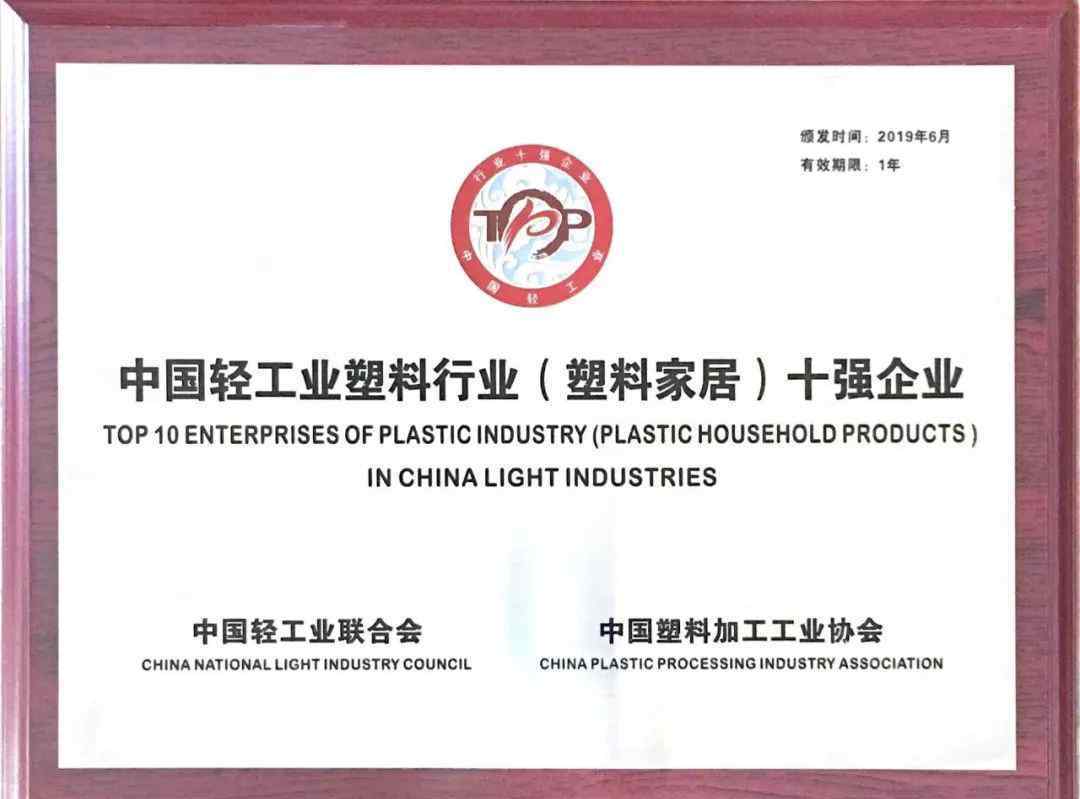 颁发时间：2019年6月
有效期限：1年
行业十强企业
TOP
中国轻工业
中国轻工业塑料行业（塑料家居）十强企业
TOP 10 ENTERPRISES OF PLASTIC INDUSTRY (PLASTIC HOUSEHOLD PRODUCTS)
IN CHINA LIGHT INDUSTRIES
中国轻工业联合会
CHINA NATIONAL LIGHT INDUSTRY COUNCIL
中国塑料加工工业协会
CHINA PLASTIC PROCESSING INDUSTRY ASSOCIATION